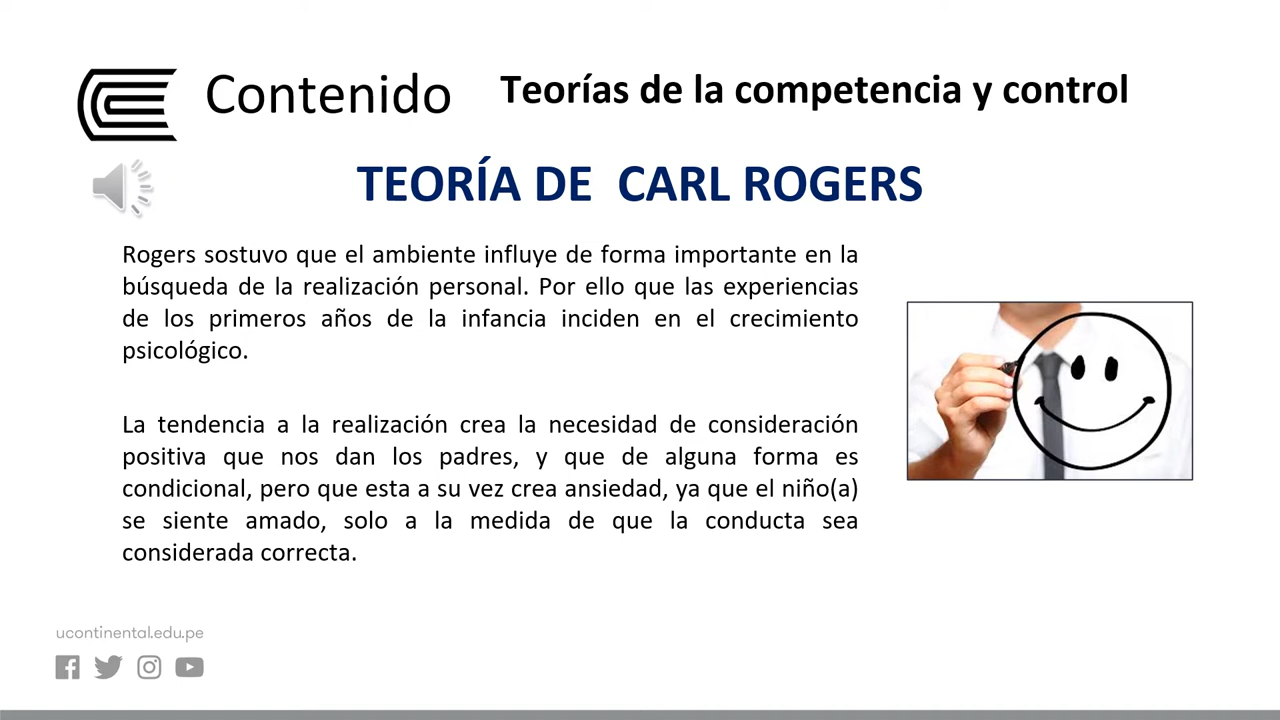 Contenido
Teorías de la competencia y control
TEORÍA DE CARL ROGERS
Rogers sostuvo que el ambiente influye de forma importante en la
búsqueda de la realización personal. Por ello que las experiencias
de los primeros años de la infancia inciden en el crecimiento
psicológico.
La tendencia a la realización crea la necesidad de consideración
positiva que nos dan los padres, y que de alguna forma es
condicional, pero que esta a su vez crea ansiedad, ya que el niño(a)
se siente amado, solo a la medida de que la conducta sea
considerada correcta.
ucontinental.edu.pe